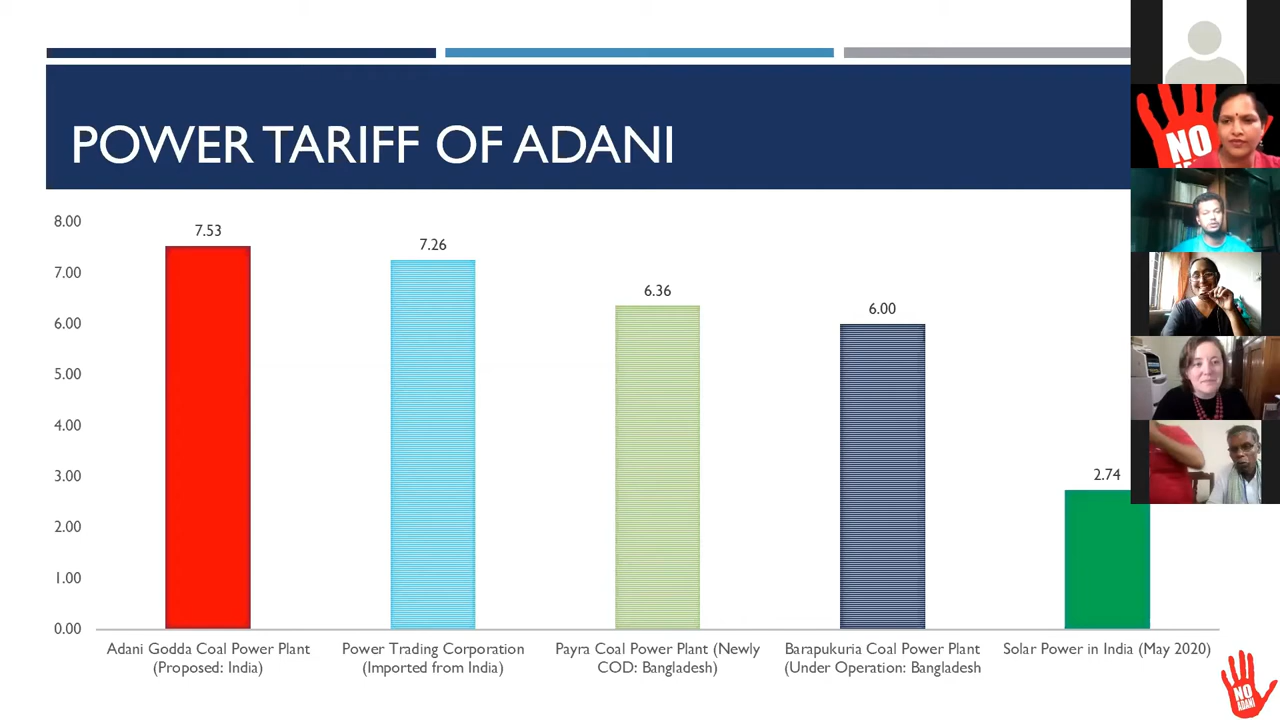 POWER TARIFF OF ADANI
8.00
7.00
6.00
5.00
4.00
3.00
2.00
1.00
0.00
7.53
7.26
6.36
6.00
2.74
Adani Godda Coal Power Plant
(Proposed: India)
Power Trading Corporation
(Imported from India)
Payra Coal Power Plant (Newly
COD: Bangladesh)
Barapukuria Coal Power Plant
(Under Operation: Bangladesh
Solar Power in India (May 2020)
NO
NO
ADANI